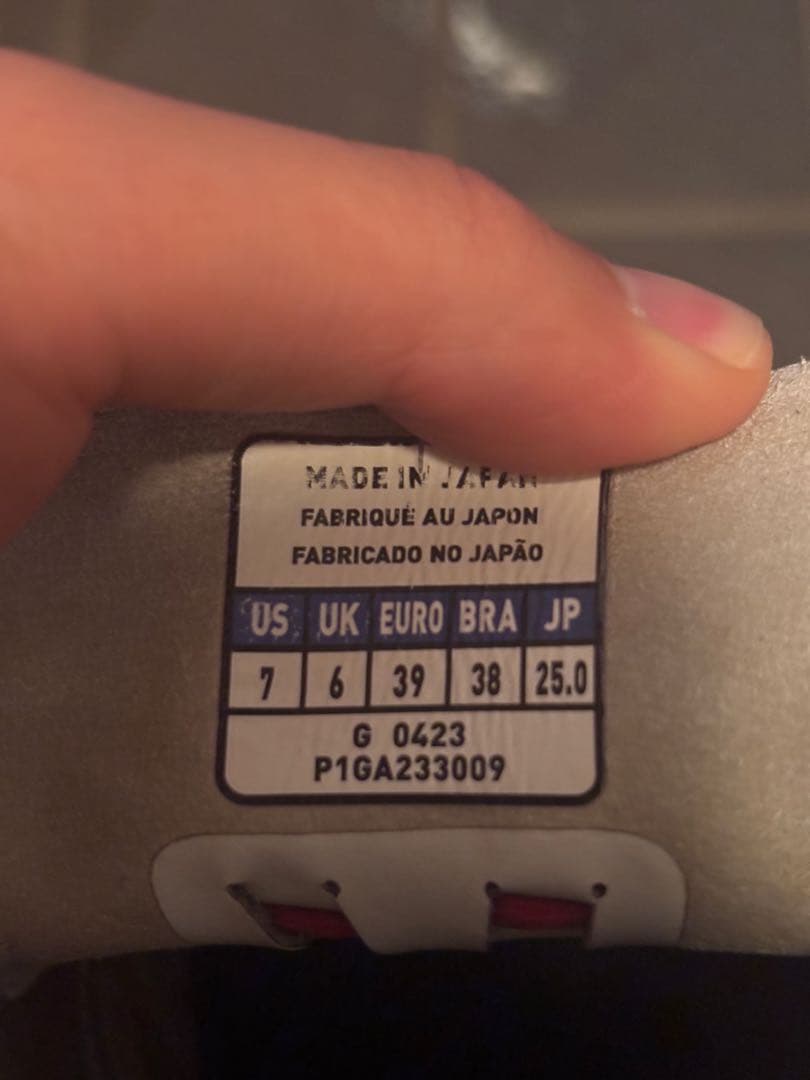 MADE IN JAPAN
FABRIQUÉ AU JAPON
FABRICADO NO JAPÃO
US UK EURO BRA JP
7 6 39 38 25.0
G 0423
P1GA233009